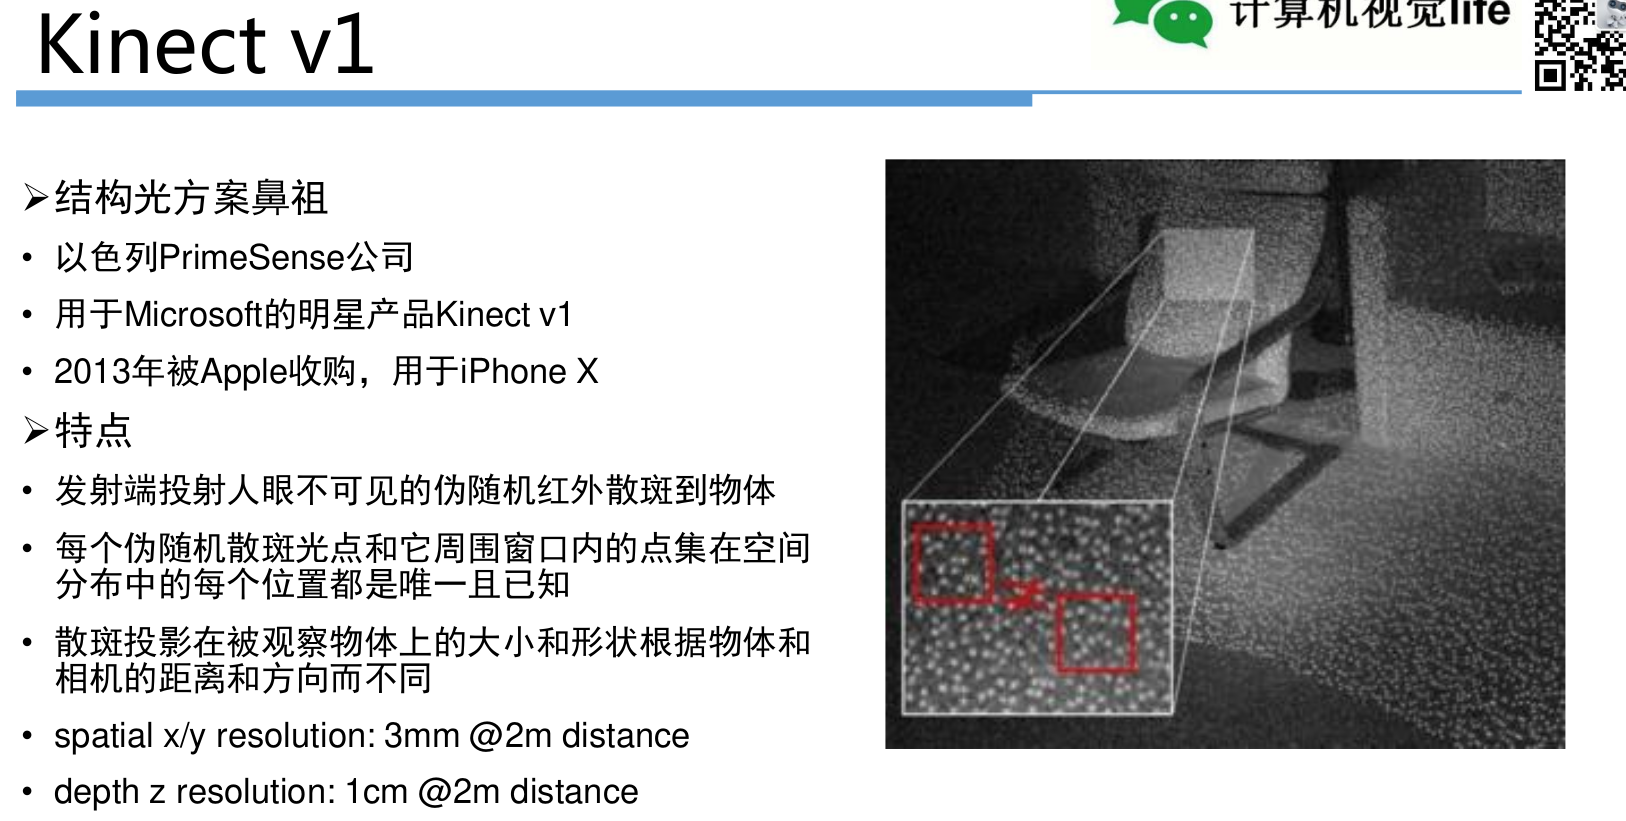 Kinect v1
计算机视觉life
➢结构光方案鼻祖
• 以色列PrimeSense公司
• 用于Microsoft的明星产品Kinect v1
• 2013年被Apple收购，用于iPhone X
➢特点
• 发射端投射人眼不可见的伪随机红外散斑到物体
• 每个伪随机散斑光点和它周围窗口内的点集在空间
分布中的每个位置都是唯一且已知
• 散斑投影在被观察物体上的大小和形状根据物体和
相机的距离和方向而不同
• spatial x/y resolution: 3mm @2m distance
• depth z resolution: 1cm @2m distance
≠